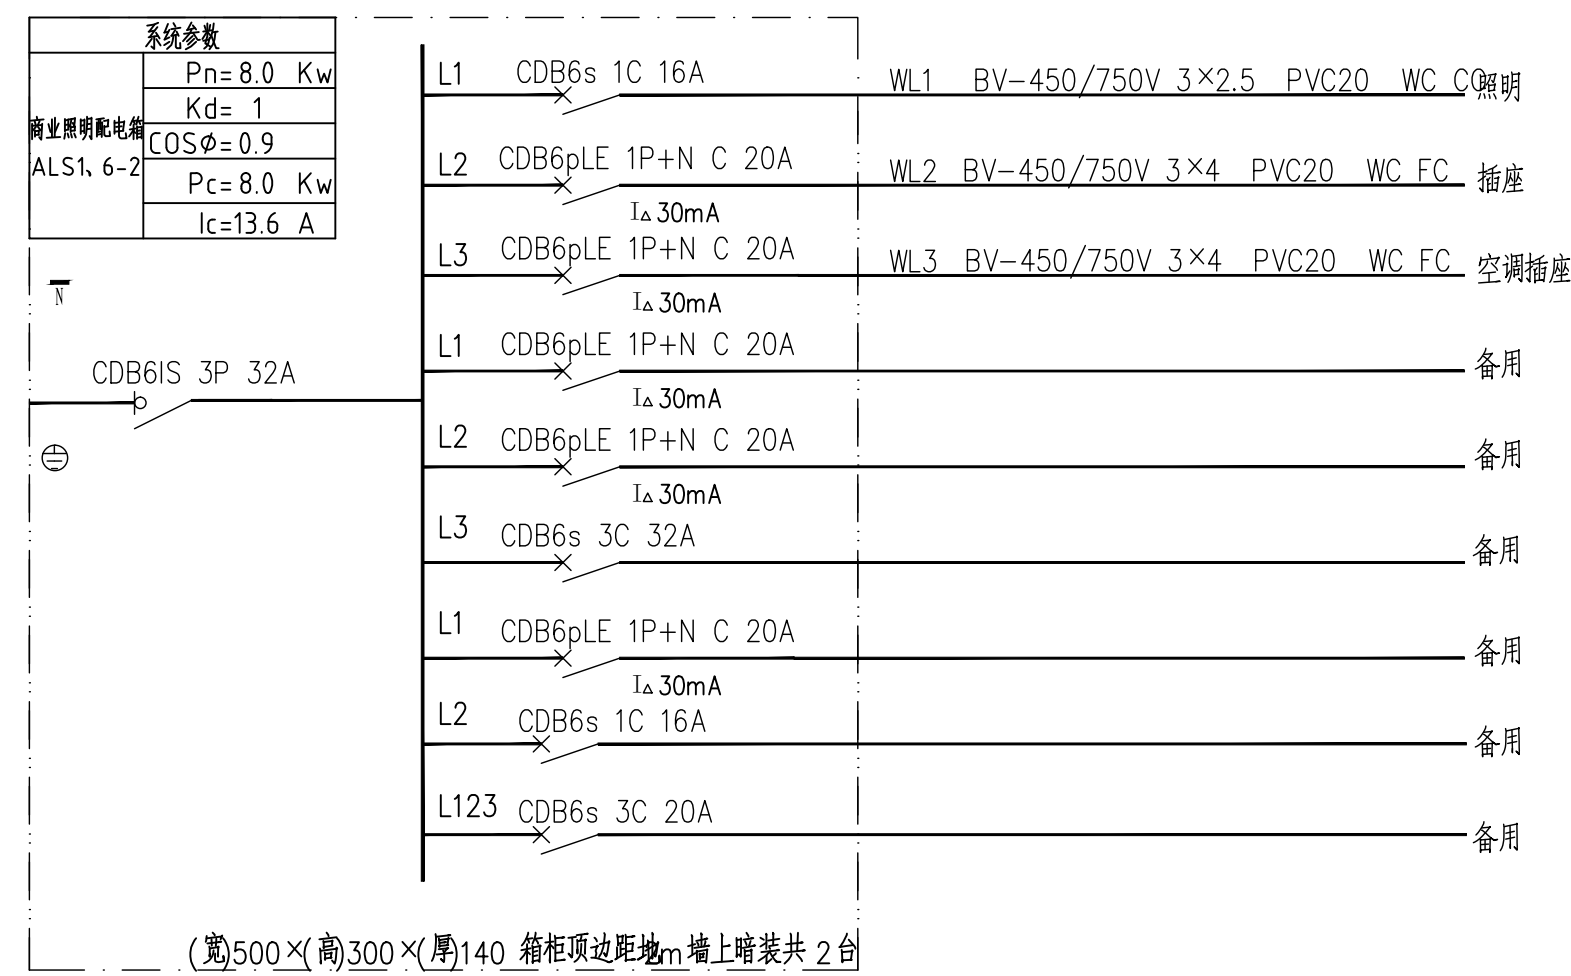 系统参数
商业照明配电箱
ALS1、6-2
Pn= 8.0 Kw
Kd= 1
COSØ= 0.9
Pc= 8.0 Kw
Ic=13.6 A
N
CDB6IS 3P 32A
L1 CDB6s 1C 16A WL1 BV-450/750V 3×2.5 PVC20 WC CC 照明
L2 CDB6pLE 1P+N C 20A WL2 BV-450/750V 3×4 PVC20 WC FC 插座
I△ 30mA
L3 CDB6pLE 1P+N C 20A WL3 BV-450/750V 3×4 PVC20 WC FC 空调插座
I△ 30mA
L1 CDB6pLE 1P+N C 20A 备用
I△ 30mA
L2 CDB6pLE 1P+N C 20A 备用
I△ 30mA
L3 CDB6s 3C 32A 备用
L1 CDB6pLE 1P+N C 20A 备用
I△ 30mA
L2 CDB6s 1C 16A 备用
L123 CDB6s 3C 20A 备用
(宽)500×(高)300×(厚)140 箱柜顶边距地2m 墙上暗装共 2 台